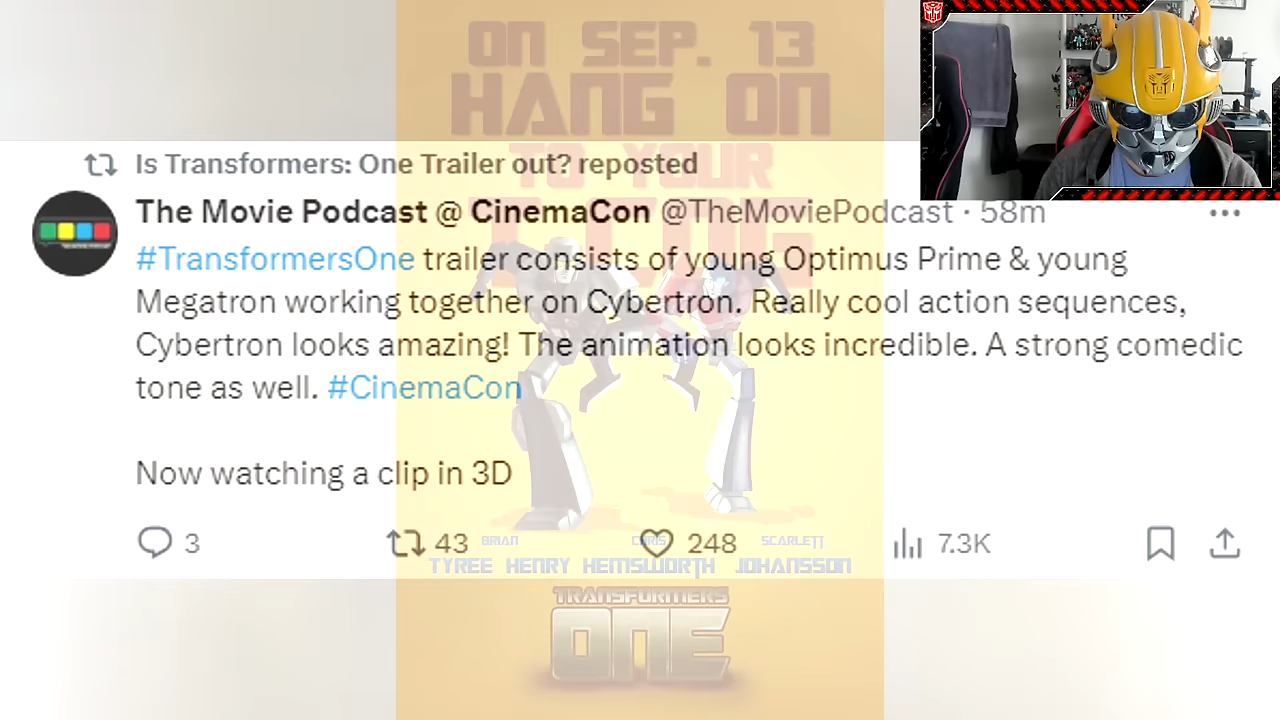 ON SEP. 13
HANG ON
TO YOUR
Is Transformers: One Trailer out? reposted
The Movie Podcast @ CinemaCon @TheMoviePodcast · 58m
#TransformersOne trailer consists of young Optimus Prime & young
Megatron working together on Cybertron. Really cool action sequences,
Cybertron looks amazing! The animation looks incredible. A strong comedic
tone as well. #CinemaCon
Now watching a clip in 3D
3 43 248 7.3K
BRIAN CHRIS SCARLETT
TYREE HENRY HEMSWORTH JOHANSSON
TRANSFORMERS
ONE